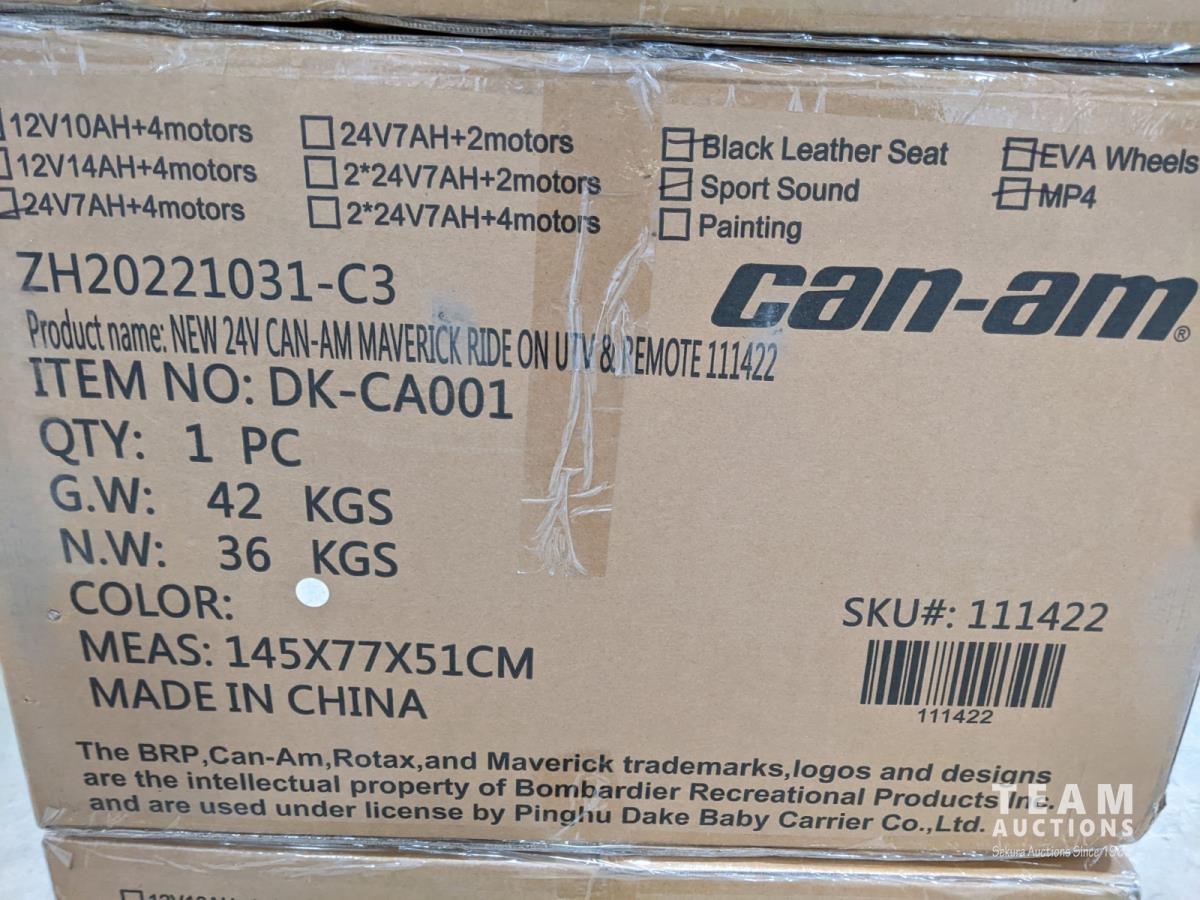 12V10AH+4motors 24V7AH+2motors Black Leather Seat EVA Wheels
12V14AH+4motors 2*24V7AH+2motors Sport Sound MP4
24V7AH+4motors 2*24V7AH+4motors Painting
ZH20221031-C3
can-am®
Product name: NEW 24V CAN-AM MAVERICK RIDE ON UTV & REMOTE 111422
ITEM NO: DK-CA001
QTY: 1 PC
G.W: 42 KGS
N.W: 36 KGS
COLOR:
MEAS: 145X77X51CM
MADE IN CHINA
SKU#: 111422
111422
The BRP,Can-Am,Rotax,and Maverick trademarks,logos and designs
are the intellectual property of Bombardier Recreational Products Inc.
and are used under license by Pinghu Dake Baby Carrier Co.,Ltd.
TEAM
AUCTIONS
Sekura Auctions Since